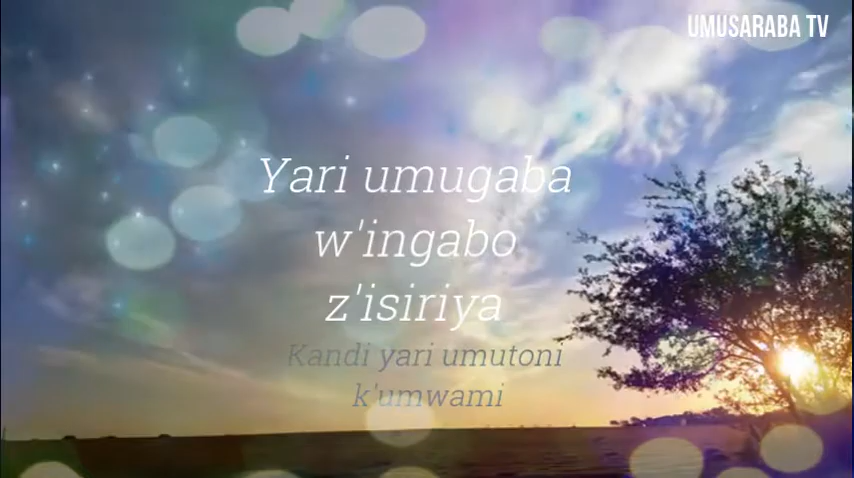 UMUSARABA TV
Yari umugaba
w'ingabo
z'isiriya
Kandi yari umutoni
k'umwami